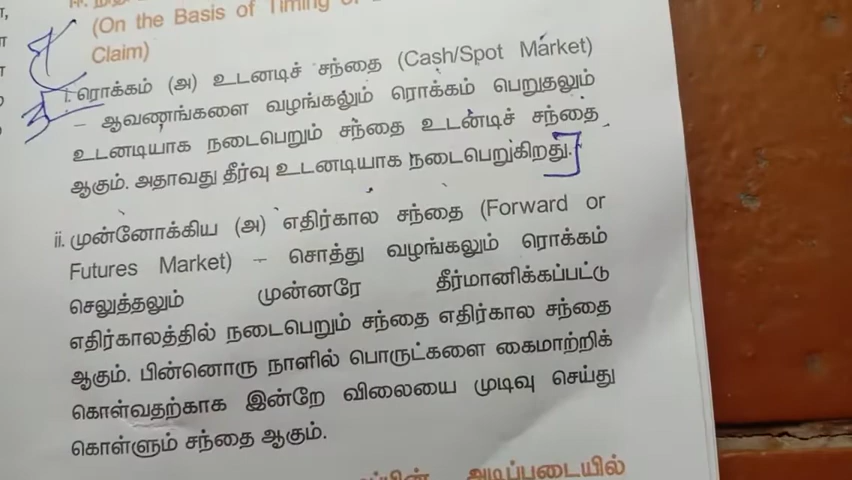 (On the Basis of Timing of
Claim)
i. ரொக்கம் (அ) உடனடிச் சந்தை (Cash/Spot Market)
– ஆவணங்களை வழங்கலும் ரொக்கம் பெறுதலும்
உடனடியாக நடைபெறும் சந்தை உடனடிச் சந்தை
ஆகும். அதாவது தீர்வு உடனடியாக நடைபெறுகிறது.
ii. முன்னோக்கிய (அ) எதிர்கால சந்தை (Forward or
Futures Market) – சொத்து வழங்கலும் ரொக்கம்
செலுத்தலும் முன்னரே தீர்மானிக்கப்பட்டு
எதிர்காலத்தில் நடைபெறும் சந்தை எதிர்கால சந்தை
ஆகும். பின்னொரு நாளில் பொருட்களை கைமாற்றிக்
கொள்வதற்காக இன்றே விலையை முடிவு செய்து
கொள்ளும் சந்தை ஆகும்.
அடிப்படையில்